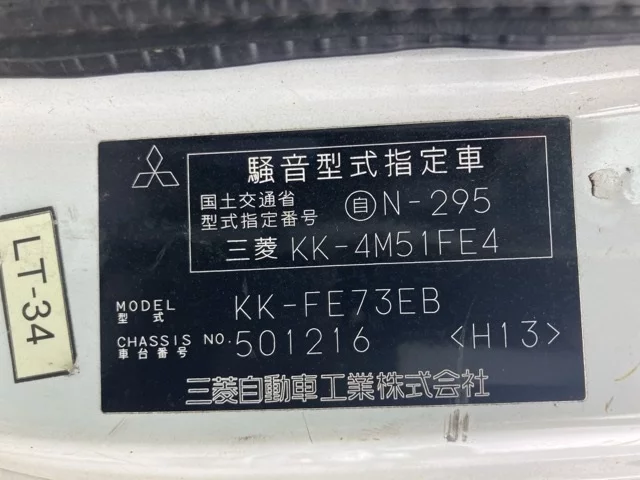 騒音型式指定車
国土交通省
型式指定番号 自 N-295
三菱 KK-4M51FE4
MODEL
型式 KK-FE73EB
CHASSIS NO.
車台番号 501216 <H13>
三菱自動車工業株式会社
LT-34